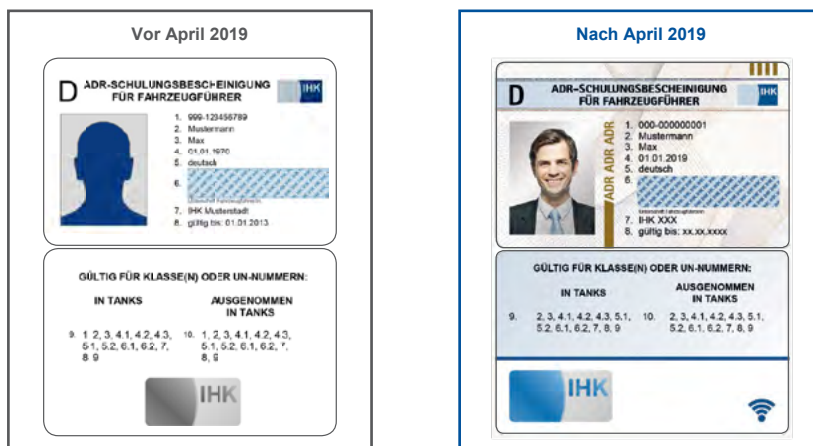 Vor April 2019
D
ADR-SCHULUNGSBESCHEINIGUNG
FÜR FAHRZEUGFÜHRER
IHK
1. 999-123456789
2. Mustermann
3. Max
4. 01.01.1970
5. deutsch
6.
7. IHK Musterstadt
8. gültig bis: 01.01.2013
GÜLTIG FÜR KLASSE(N) ODER UN-NUMMERN:
IN TANKS
AUSGENOMMEN
IN TANKS
9. 1 2, 3, 4.1, 4.2, 4.3,
5.1, 5.2, 6.1, 6.2, 7,
8 9
10. 1, 2, 3, 4.1, 4.2, 4.3,
5.1, 5.2, 6.1, 6.2, 7,
8, 9
IHK
Nach April 2019
D
ADR-SCHULUNGSBESCHEINIGUNG
FÜR FAHRZEUGFÜHRER
IHK
ADR ADR ADR
1. 000-000000001
2. Mustermann
3. Max
4. 01.01.2019
5. deutsch
6.
7. IHK XXX
8. gültig bis: xx.xx.xxxx
GÜLTIG FÜR KLASSE(N) ODER UN-NUMMERN:
IN TANKS
AUSGENOMMEN
IN TANKS
9. 2, 3, 4.1, 4.2, 4.3, 5.1,
5.2, 6.1, 6.2, 7, 8, 9
10. 2, 3, 4.1, 4.2, 4.3, 5.1,
5.2, 6.1, 6.2, 7, 8, 9
IHK